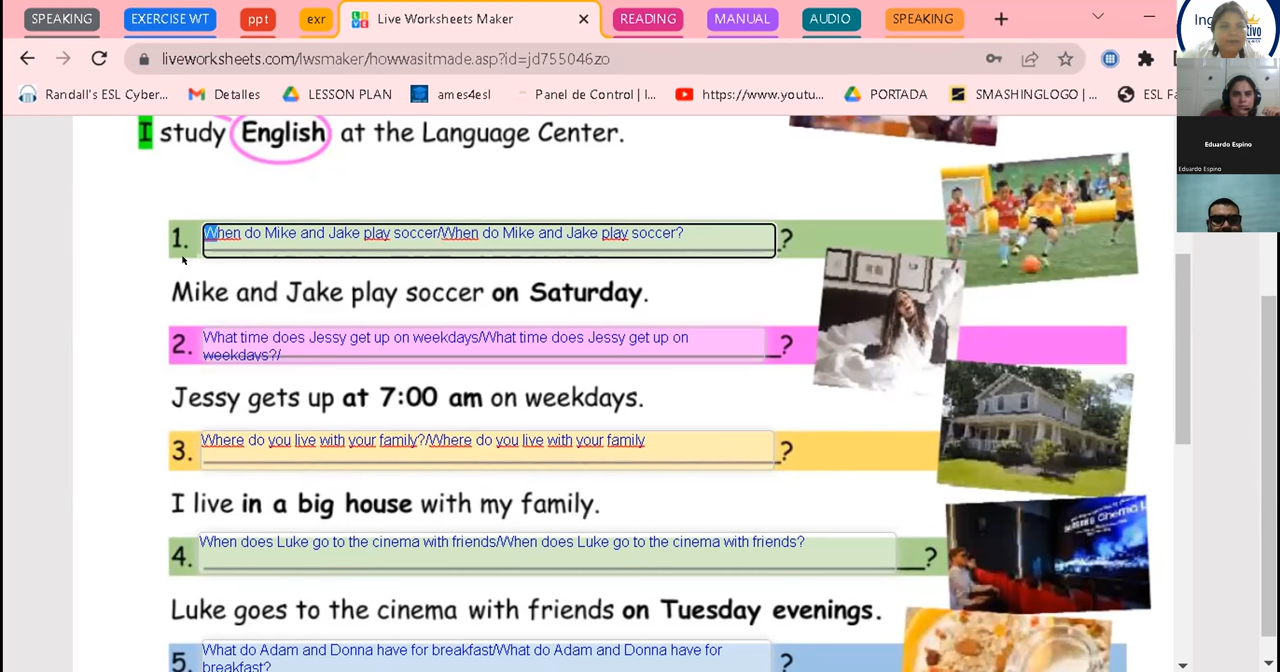 SPEAKING EXERCISE WT ppt exr Live Worksheets Maker READING MANUAL AUDIO SPEAKING
liveworksheets.com/lwsmaker/howwasitmade.asp?id=jd755046zo
Randall's ESL Cyber... Detalles LESSON PLAN ames4esl Panel de Control | I... https://www.youtu... PORTADA SMASHINGLOGO | ... ESL Fa
I study English at the Language Center.
1. When do Mike and Jake play soccer/When do Mike and Jake play soccer? ?
Mike and Jake play soccer on Saturday.
2. What time does Jessy get up on weekdays/What time does Jessy get up on
weekdays?/ ?
Jessy gets up at 7:00 am on weekdays.
3. Where do you live with your family?/Where do you live with your family ?
I live in a big house with my family.
4. When does Luke go to the cinema with friends/When does Luke go to the cinema with friends? ?
Luke goes to the cinema with friends on Tuesday evenings.
5. What do Adam and Donna have for breakfast/What do Adam and Donna have for
breakfast? ?
Eduardo Espino
Eduardo Espino